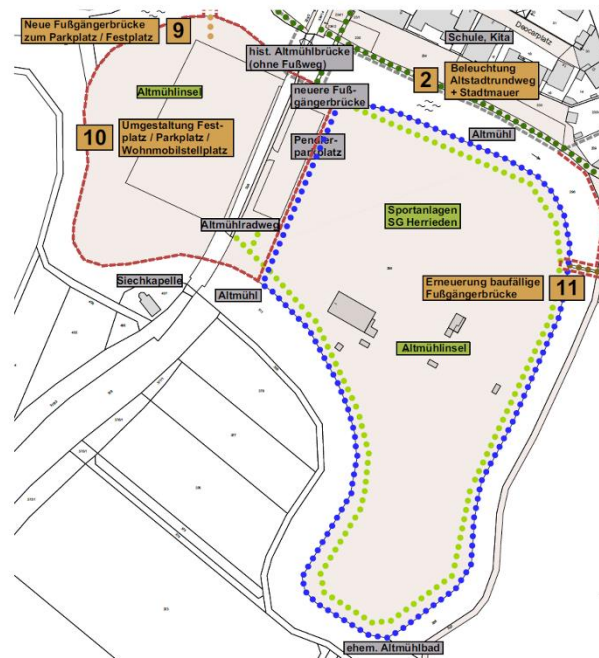 Neue Fußgängerbrücke
zum Parkplatz / Festplatz
9
Deccarplatz
Schule, Kita
hist. Altmühlbrücke
(ohne Fußweg)
2
Beleuchtung
Altstadtrundweg
+ Stadtmauer
Altmühlinsel
neuere Fuß-
gängerbrücke
10
Umgestaltung Fest-
platz / Parkplatz /
Wohnmobilstellplatz
Altmühl
Pendler-
parkplatz
Sportanlagen
SG Herrieden
Altmühlradweg
Siechkapelle
Altmühl
Erneuerung baufällige
Fußgängerbrücke
11
Altmühlinsel
ehem. Altmühlbad